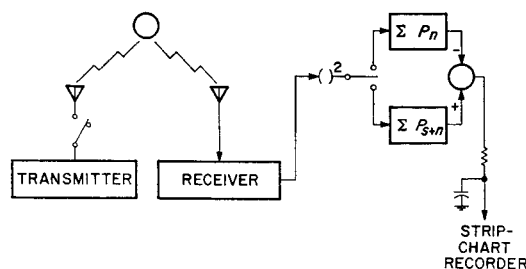 Σ Pn
−
( ) 2
+
Σ Ps+n
TRANSMITTER
RECEIVER
STRIP-
CHART
RECORDER